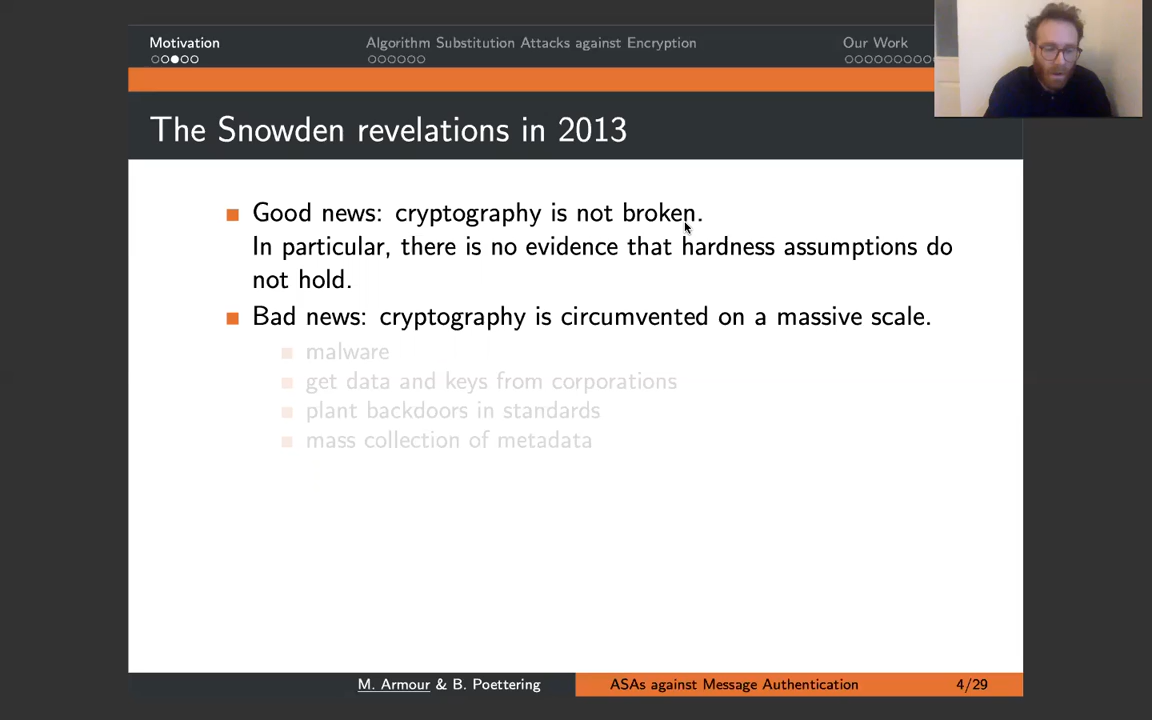 Motivation
Algorithm Substitution Attacks against Encryption
Our Work
The Snowden revelations in 2013
Good news: cryptography is not broken.
In particular, there is no evidence that hardness assumptions do
not hold.
Bad news: cryptography is circumvented on a massive scale.
malware
get data and keys from corporations
plant backdoors in standards
mass collection of metadata
M. Armour & B. Poettering
ASAs against Message Authentication
4/29